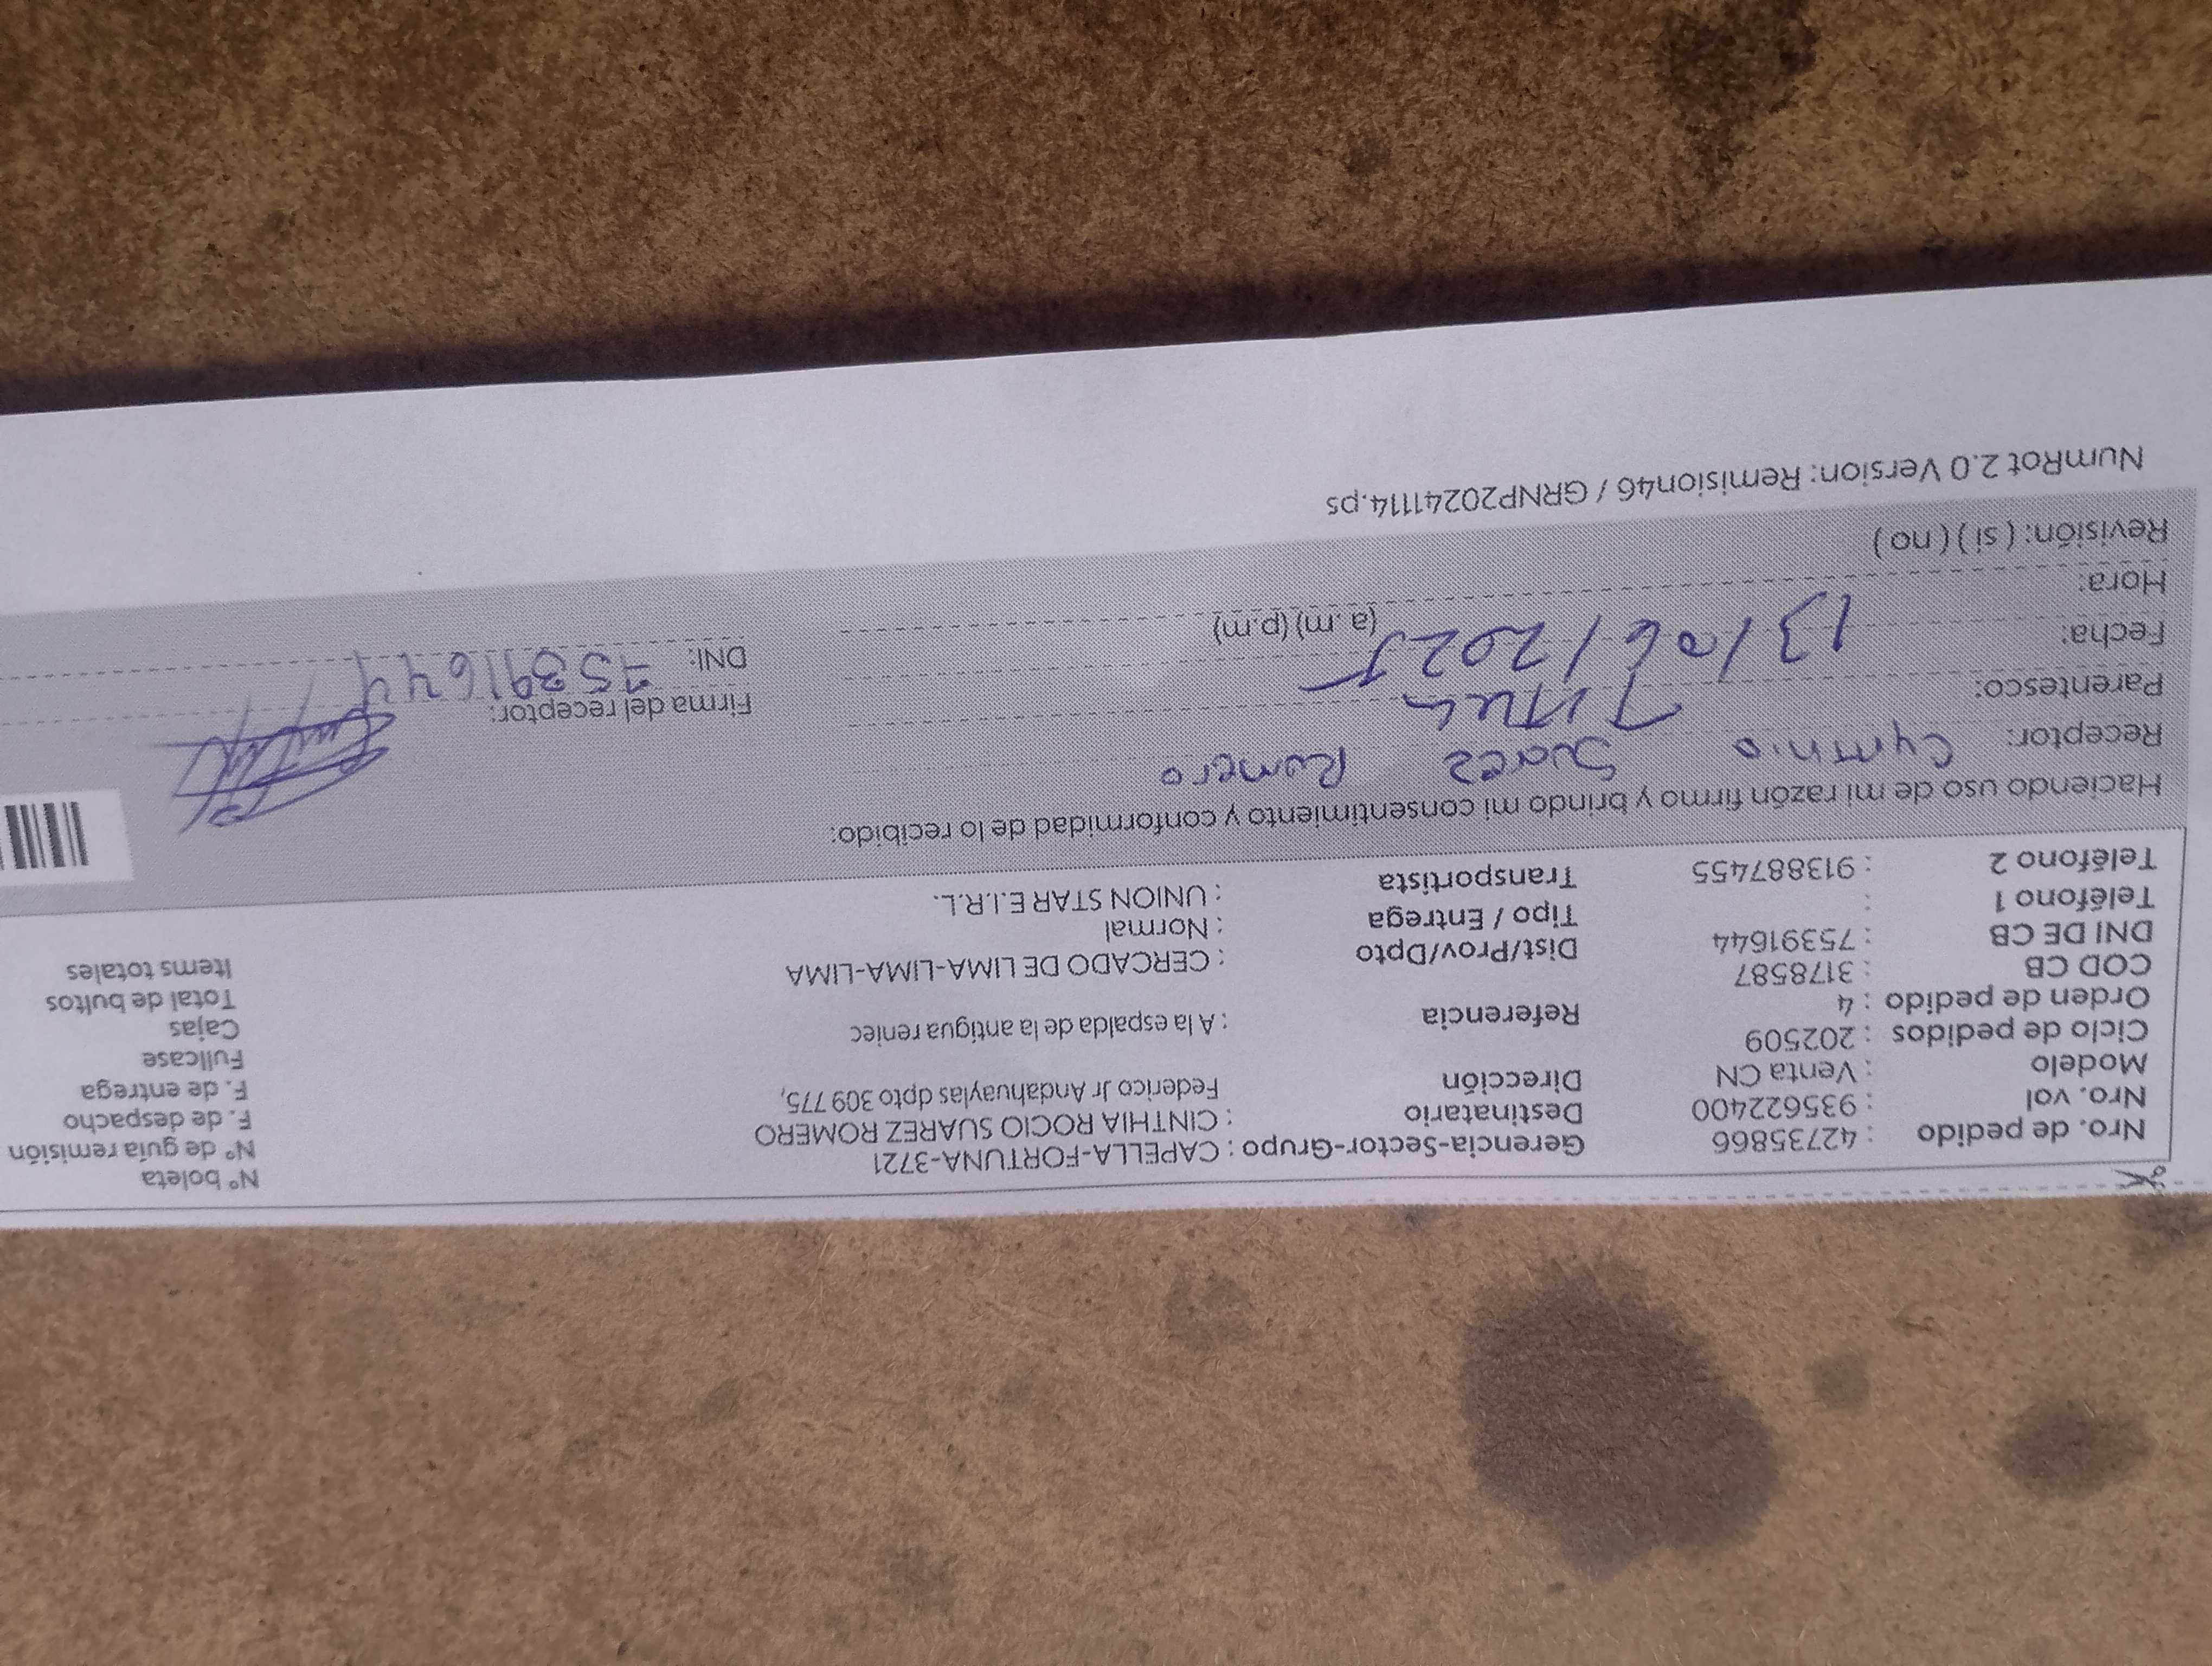 Nro. de pedido : 42735866 Gerencia-Sector-Grupo : CAPELLA-FORTUNA-3721 N° boleta
Nro. vol : 935622400 Destinatario : CINTHIA ROCIO SUAREZ ROMERO N° de guía remisión
Modelo : Venta CN Dirección Federico Jr Andahuaylas dpto 309 775, F. de despacho
Ciclo de pedidos : 202509 F. de entrega
Orden de pedido : 4 Referencia : A la espalda de la antigua reniec Fullcase
COD CB : 3178587 Cajas
DNI DE CB : 75391644 Dist/Prov/Dpto : CERCADO DE LIMA-LIMA-LIMA Total de bultos
Teléfono 1 : Tipo / Entrega : Normal Items totales
Teléfono 2 : 913887455 Transportista : UNION STAR E.I.R.L.
Haciendo uso de mi razón firmo y brindo mi consentimiento y conformidad de lo recibido:
Receptor: Romero
Parentesco: Firma del receptor:
Fecha: 13/06/2025 DNI: 75391644
Hora: (a.m) (p.m)
Revisión: ( si ) ( no )
NumRot 2.0 Version: Remision46 / GRNP20241114.ps